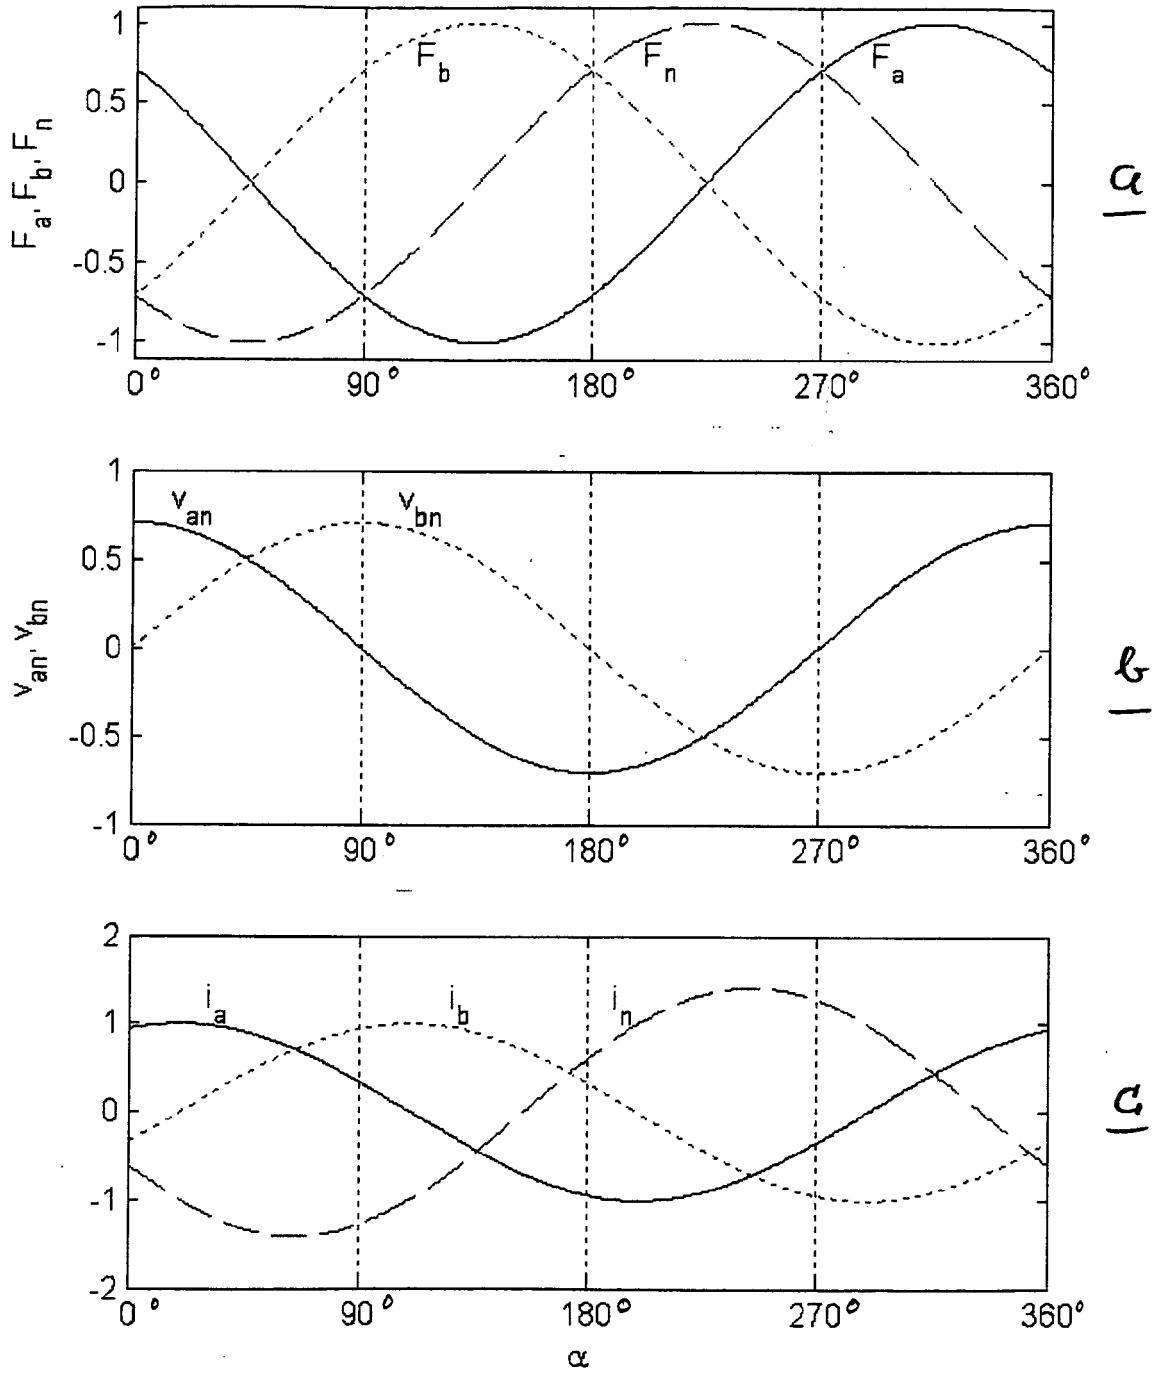 1
0.5
0
-0.5
-1
F_a, F_b, F_n
F_b
F_n
F_a
0° 90° 180° 270° 360°
a
1
0.5
0
-0.5
-1
v_an, v_bn
v_an
v_bn
0° 90° 180° 270° 360°
b
2
1
0
-1
-2
i_a
i_b
i_n
0° 90° 180° 270° 360°
α
c